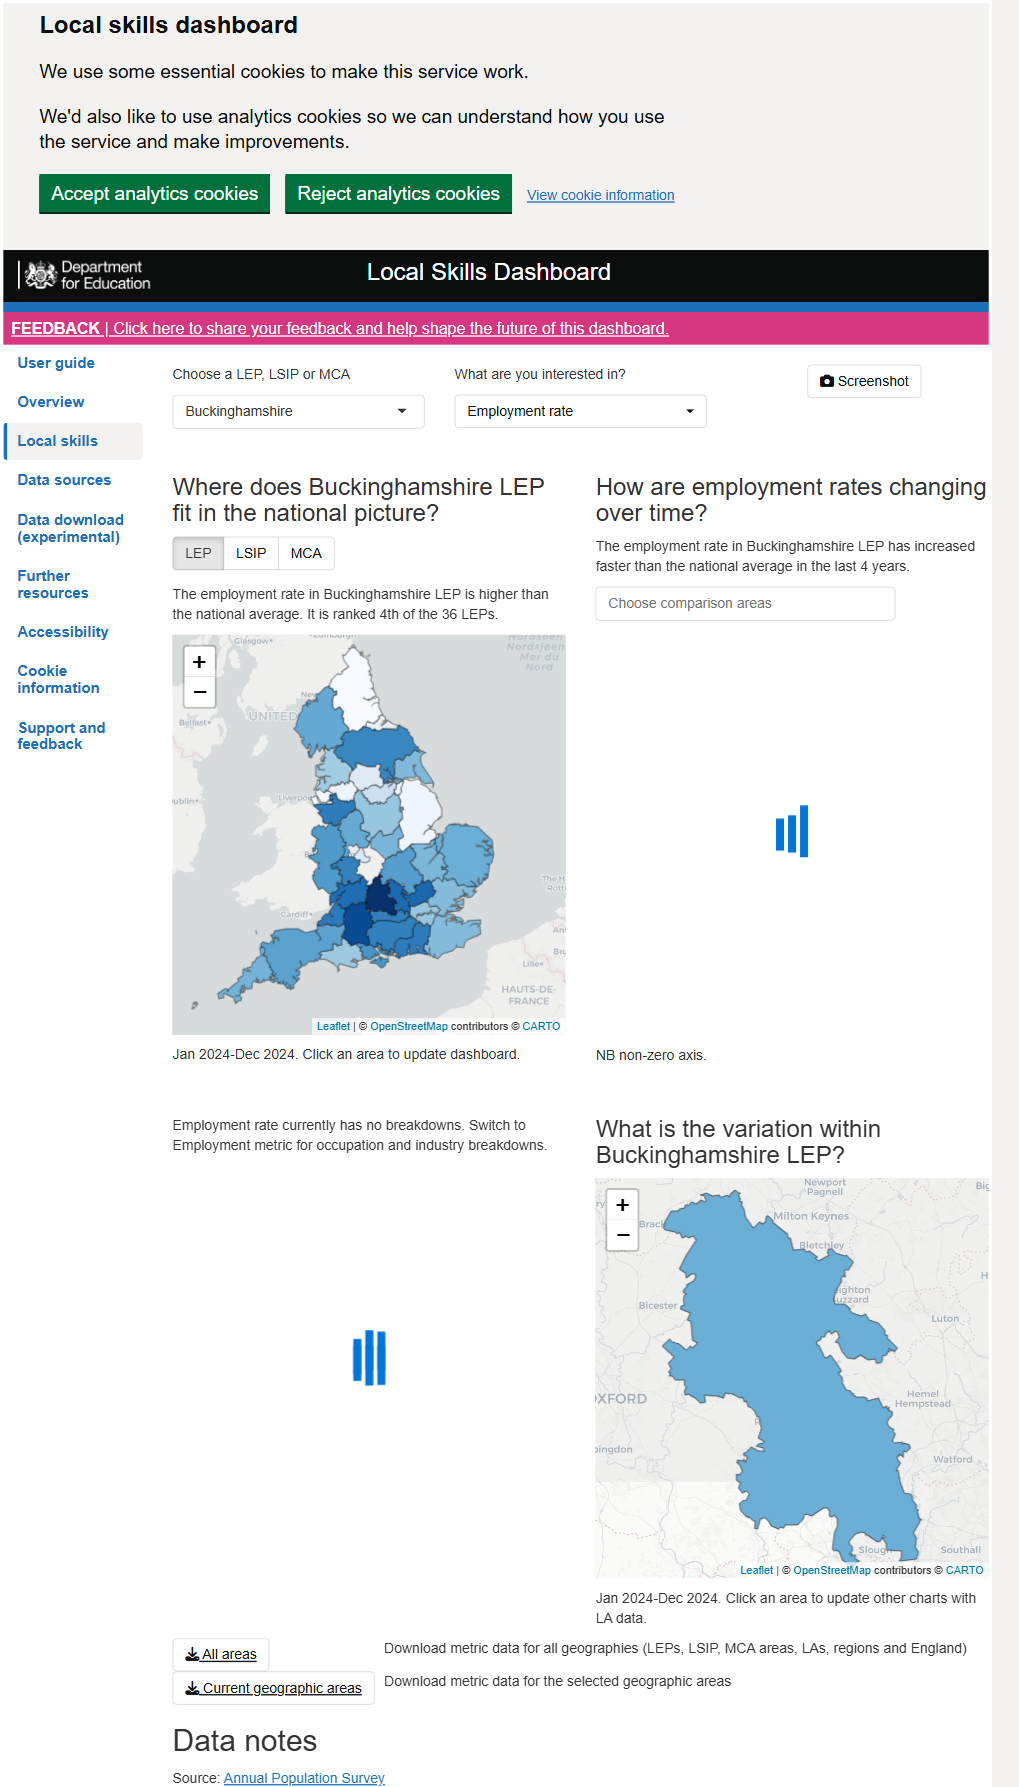 Local skills dashboard
We use some essential cookies to make this service work.
We'd also like to use analytics cookies so we can understand how you use
the service and make improvements.
Accept analytics cookies
Reject analytics cookies
View cookie information
Department
for Education
Local Skills Dashboard
FEEDBACK | Click here to share your feedback and help shape the future of this dashboard.
User guide
Overview
Local skills
Data sources
Data download
(experimental)
Further
resources
Accessibility
Cookie
information
Support and
feedback
Choose a LEP, LSIP or MCA
Buckinghamshire
What are you interested in?
Employment rate
Screenshot
Where does Buckinghamshire LEP
fit in the national picture?
LEP
LSIP
MCA
The employment rate in Buckinghamshire LEP is higher than
the national average. It is ranked 4th of the 36 LEPs.
+
−
Glasgow
Nordsjøen
Mer du
Nord
Belfast
UNITED
New
ublin
Liverpoo
Cardiff
The H
Rott
An
Bru
Lille
HAUTS-DE-
FRANCE
Leaflet | © OpenStreetMap contributors © CARTO
Jan 2024-Dec 2024. Click an area to update dashboard.
How are employment rates changing
over time?
The employment rate in Buckinghamshire LEP has increased
faster than the national average in the last 4 years.
Choose comparison areas
NB non-zero axis.
Employment rate currently has no breakdowns. Switch to
Employment metric for occupation and industry breakdowns.
What is the variation within
Buckinghamshire LEP?
+
−
Newport
Pagnell
Big
ry
Brack
Milton Keynes
Bletchley
H
ighton
uzzard
Bicester
Luton
Hemel
Hempstead
OXFORD
bingdon
Watford
Slough
Southall
Leaflet | © OpenStreetMap contributors © CARTO
Jan 2024-Dec 2024. Click an area to update other charts with
LA data.
All areas
Download metric data for all geographies (LEPs, LSIP, MCA areas, LAs, regions and England)
Current geographic areas
Download metric data for the selected geographic areas
Data notes
Source: Annual Population Survey